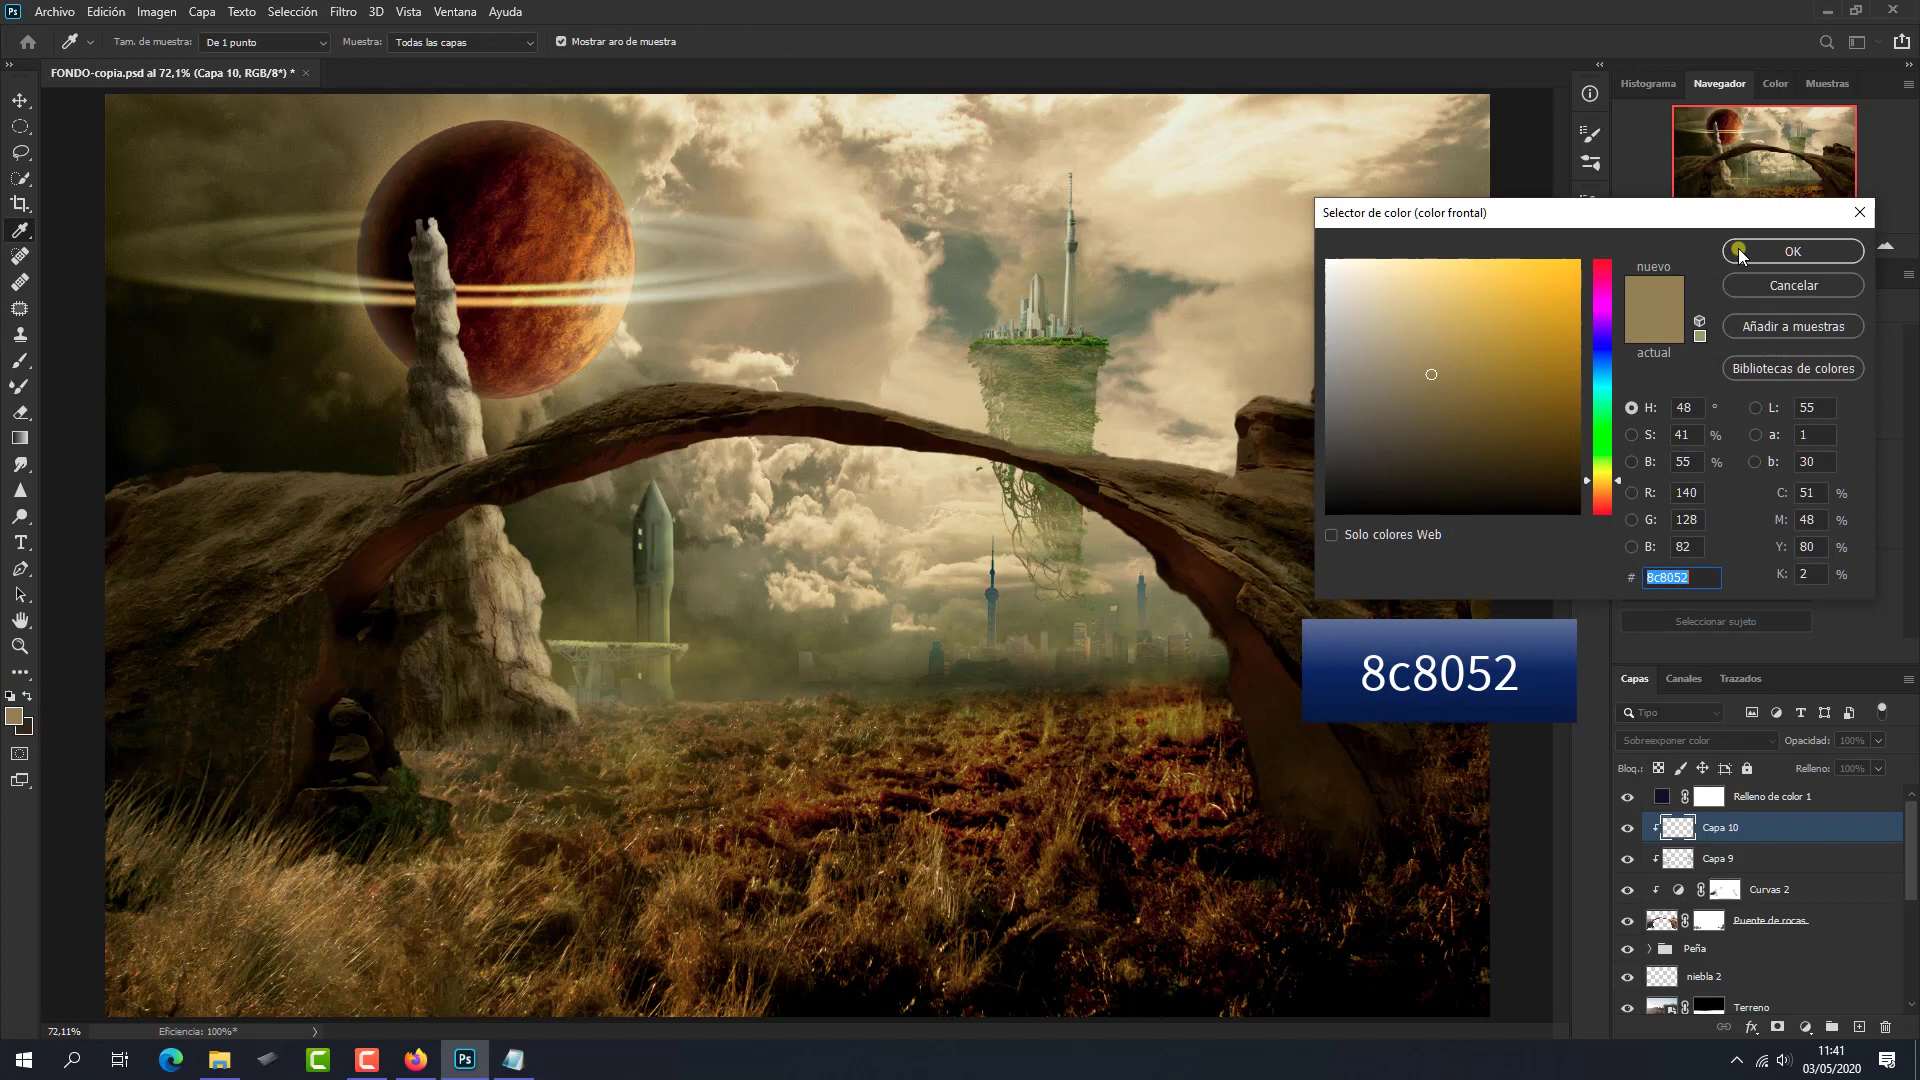 Ps Archivo Edición Imagen Capa Texto Selección Filtro 3D Vista Ventana Ayuda
Tam. de muestra: De 1 punto Muestra: Todas las capas Mostrar aro de muestra
FONDO-copia.psd al 72,1% (Capa 10, RGB/8*) *
Histograma Navegador Color Muestras
Selector de color (color frontal)
nuevo
actual
OK
Cancelar
Añadir a muestras
Bibliotecas de colores
H: 48 ° L: 55
S: 41 % a: 1
B: 55 % b: 30
R: 140 C: 51 %
G: 128 M: 48 %
B: 82 Y: 80 %
# 8c8052 K: 2 %
Solo colores Web
Seleccionar sujeto
8c8052
Capas Canales Trazados
Tipo
Sobreexponer color Opacidad: 100%
Bloq.: Relleno: 100%
Relleno de color 1
Capa 10
Capa 9
Curvas 2
Puente de rocas
Peña
niebla 2
Terreno
fx
72,11% Eficiencia: 100%*
Ps
11:41
03/05/2020